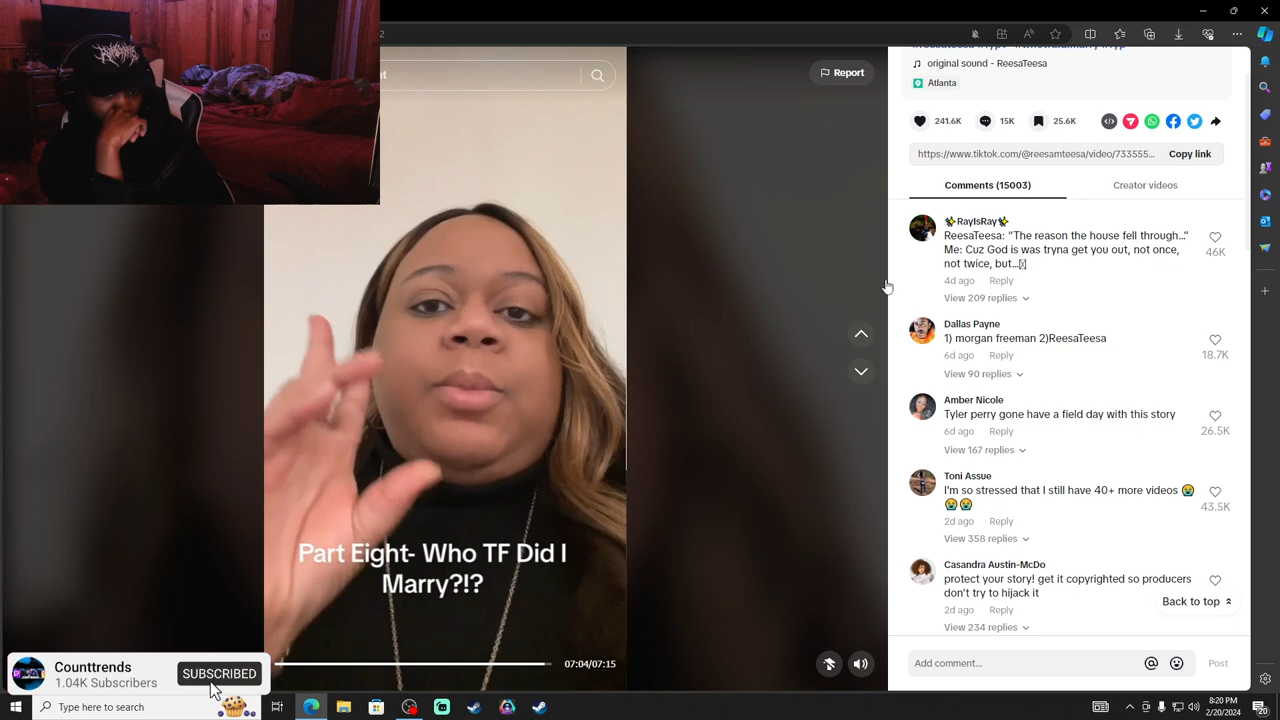 2
nt
Report
original sound - ReesaTeesa
Atlanta
241.6K
15K
25.6K
https://www.tiktok.com/@reesamteesa/video/733555...
Copy link
Comments (15003)
Creator videos
✨RayIsRay✨
ReesaTeesa: “The reason the house fell through...”
Me: Cuz God is was tryna get you out, not once,
not twice, but...
46K
4d ago Reply
View 209 replies
Dallas Payne
1) morgan freeman 2)ReesaTeesa
18.7K
6d ago Reply
View 90 replies
Amber Nicole
Tyler perry gone have a field day with this story
26.5K
6d ago Reply
View 167 replies
Toni Assue
I'm so stressed that I still have 40+ more videos 😭
😭😭
43.5K
2d ago Reply
View 358 replies
Casandra Austin-McDo
protect your story! get it copyrighted so producers
don't try to hijack it
2d ago Reply
View 234 replies
Back to top
Add comment...
Post
Part Eight- Who TF Did I
Marry?!?
07:04/07:15
Counttrends
1.04K Subscribers
SUBSCRIBED
Type here to search
8:20 PM
2/20/2024
20